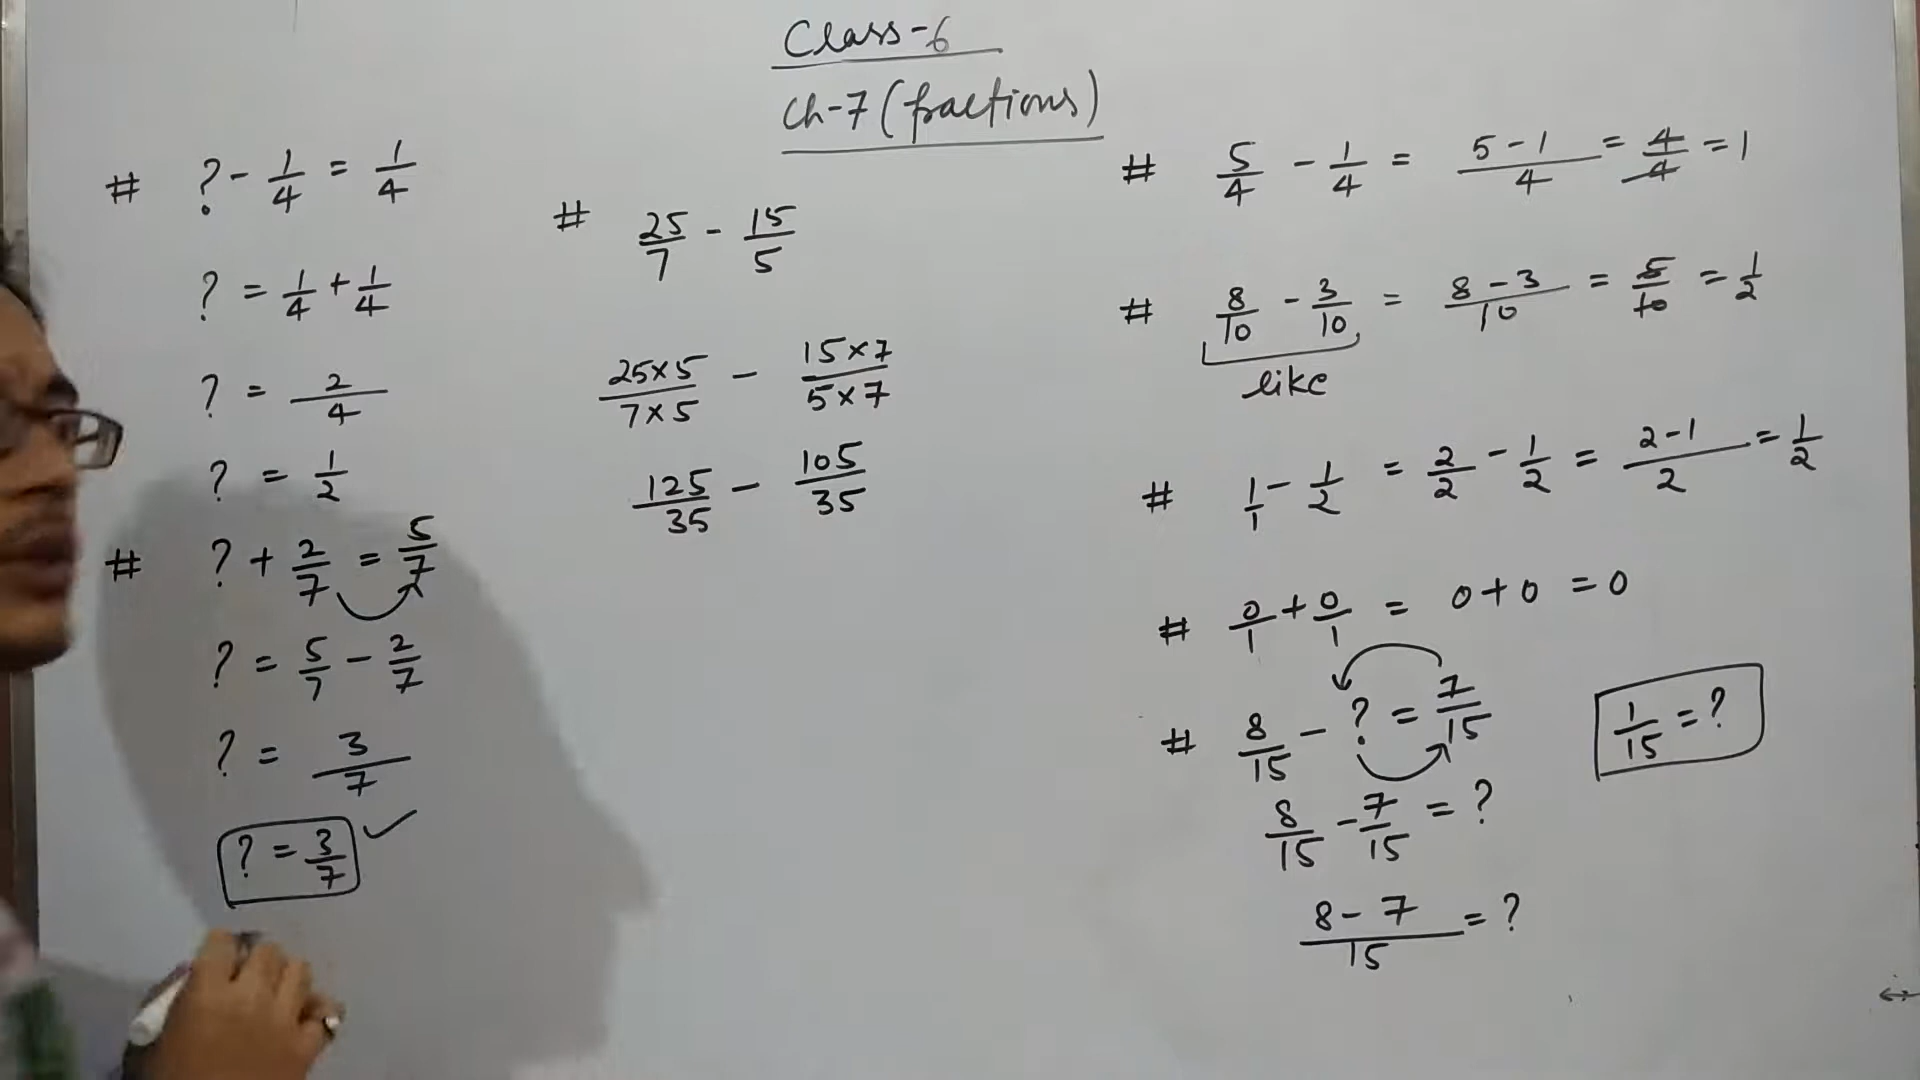 Class-6
Ch-7 (fractions)
# ? - 1/4 = 1/4
? = 1/4 + 1/4
? = 2/4
? = 1/2
# ? + 2/7 = 5/7
? = 5/7 - 2/7
? = 3/7
? = 3/7 ✓
# 25/7 - 15/5
25×5/7×5 - 15×7/5×7
125/35 - 105/35
# 5/4 - 1/4 = 5-1/4 = 4/4 = 1
# 8/10 - 3/10 = 8-3/10 = 5/10 = 1/2
like
# 1/1 - 1/2 = 2/2 - 1/2 = 2-1/2 = 1/2
# 0/1 + 0/1 = 0+0 = 0
# 8/15 - ? = 7/15
8/15 - 7/15 = ?
8-7/15 = ?
1/15 = ?